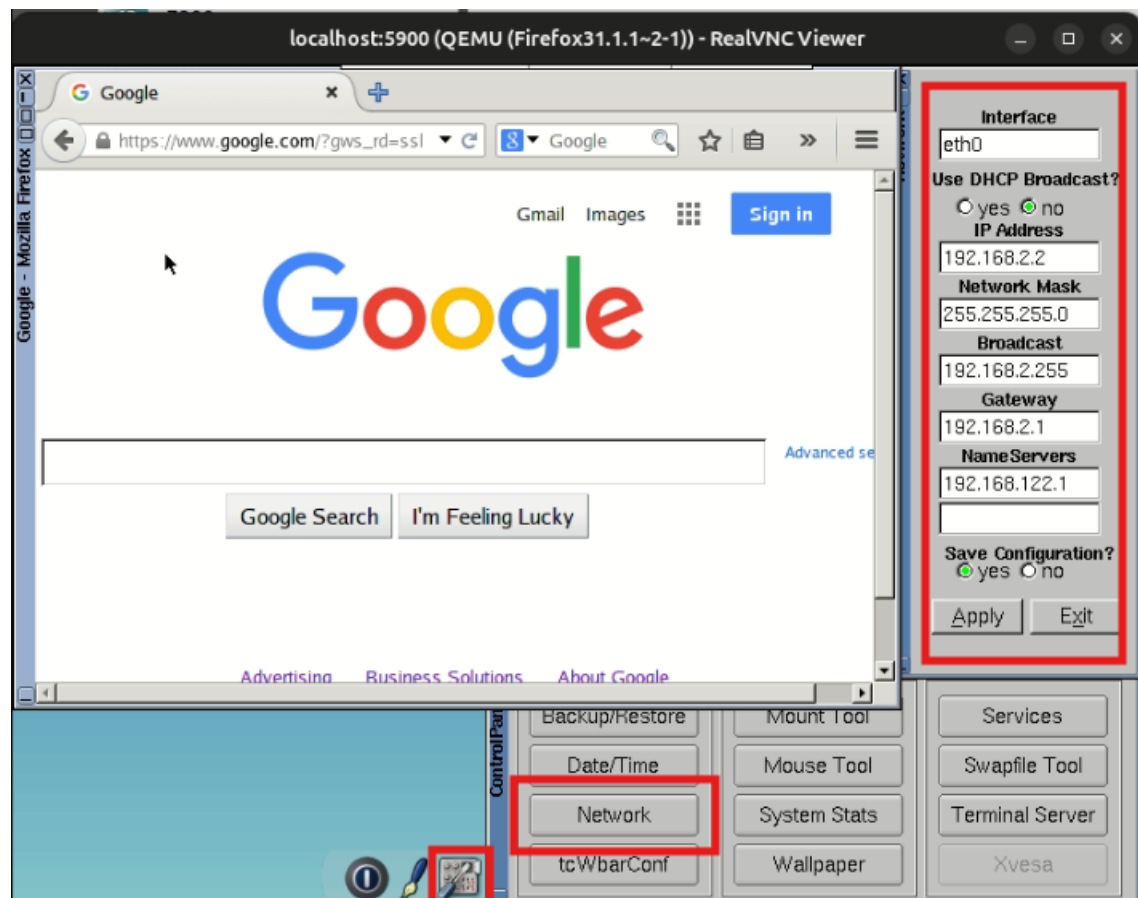 localhost:5900 (QEMU (Firefox31.1.1~2-1)) - RealVNC Viewer
Google - Mozilla Firefox
Google
https://www.google.com/?gws_rd=ssl
8 Google
Gmail Images
Sign in
Google
Advanced se
Google Search I'm Feeling Lucky
Advertising Business Solutions About Google
Interface
eth0
Use DHCP Broadcast?
yes no
IP Address
192.168.2.2
Network Mask
255.255.255.0
Broadcast
192.168.2.255
Gateway
192.168.2.1
NameServers
192.168.122.1
Save Configuration?
yes no
Apply Exit
ControlPan
Backup/Restore Mount Tool Services
Date/Time Mouse Tool Swapfile Tool
Network System Stats Terminal Server
tcWbarConf Wallpaper Xvesa